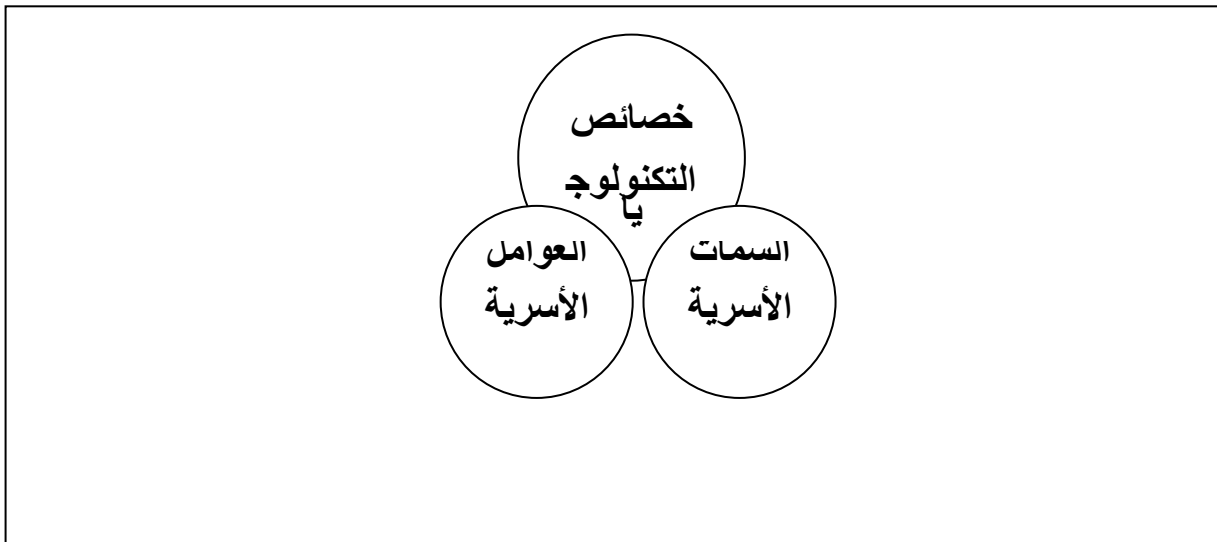 خصائص
التكنولوج
يا
السمات
الأسرية
العوامل
الأسرية